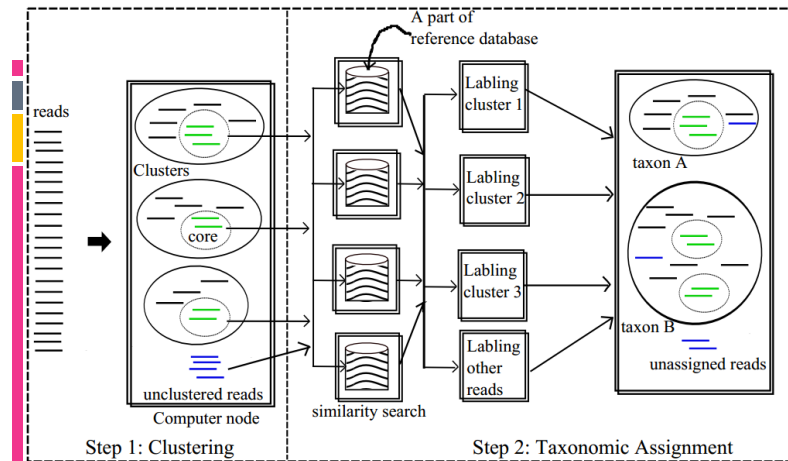 A part of
reference database
reads
Clusters
core
unclustered reads
Computer node
Step 1: Clustering
similarity search
Labling
cluster 1
Labling
cluster 2
Labling
cluster 3
Labling
other
reads
taxon A
taxon B
unassigned reads
Step 2: Taxonomic Assignment